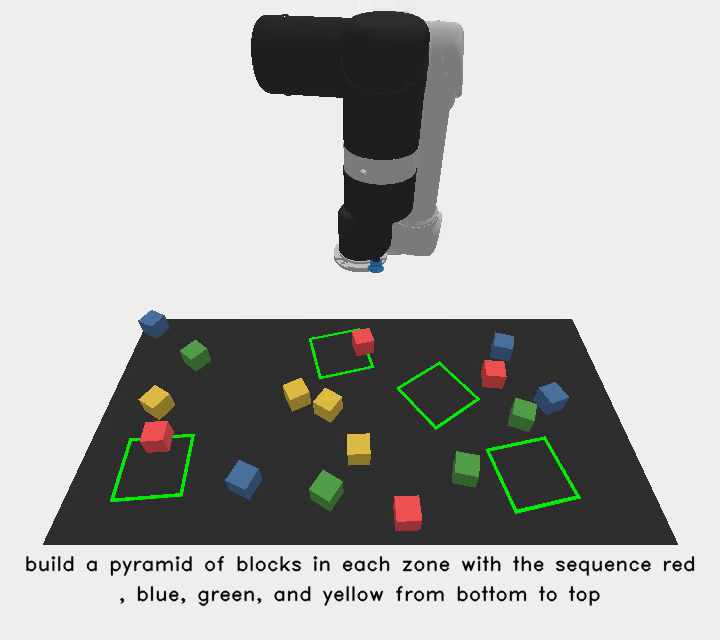 build a pyramid of blocks in each zone with the sequence red
, blue, green, and yellow from bottom to top